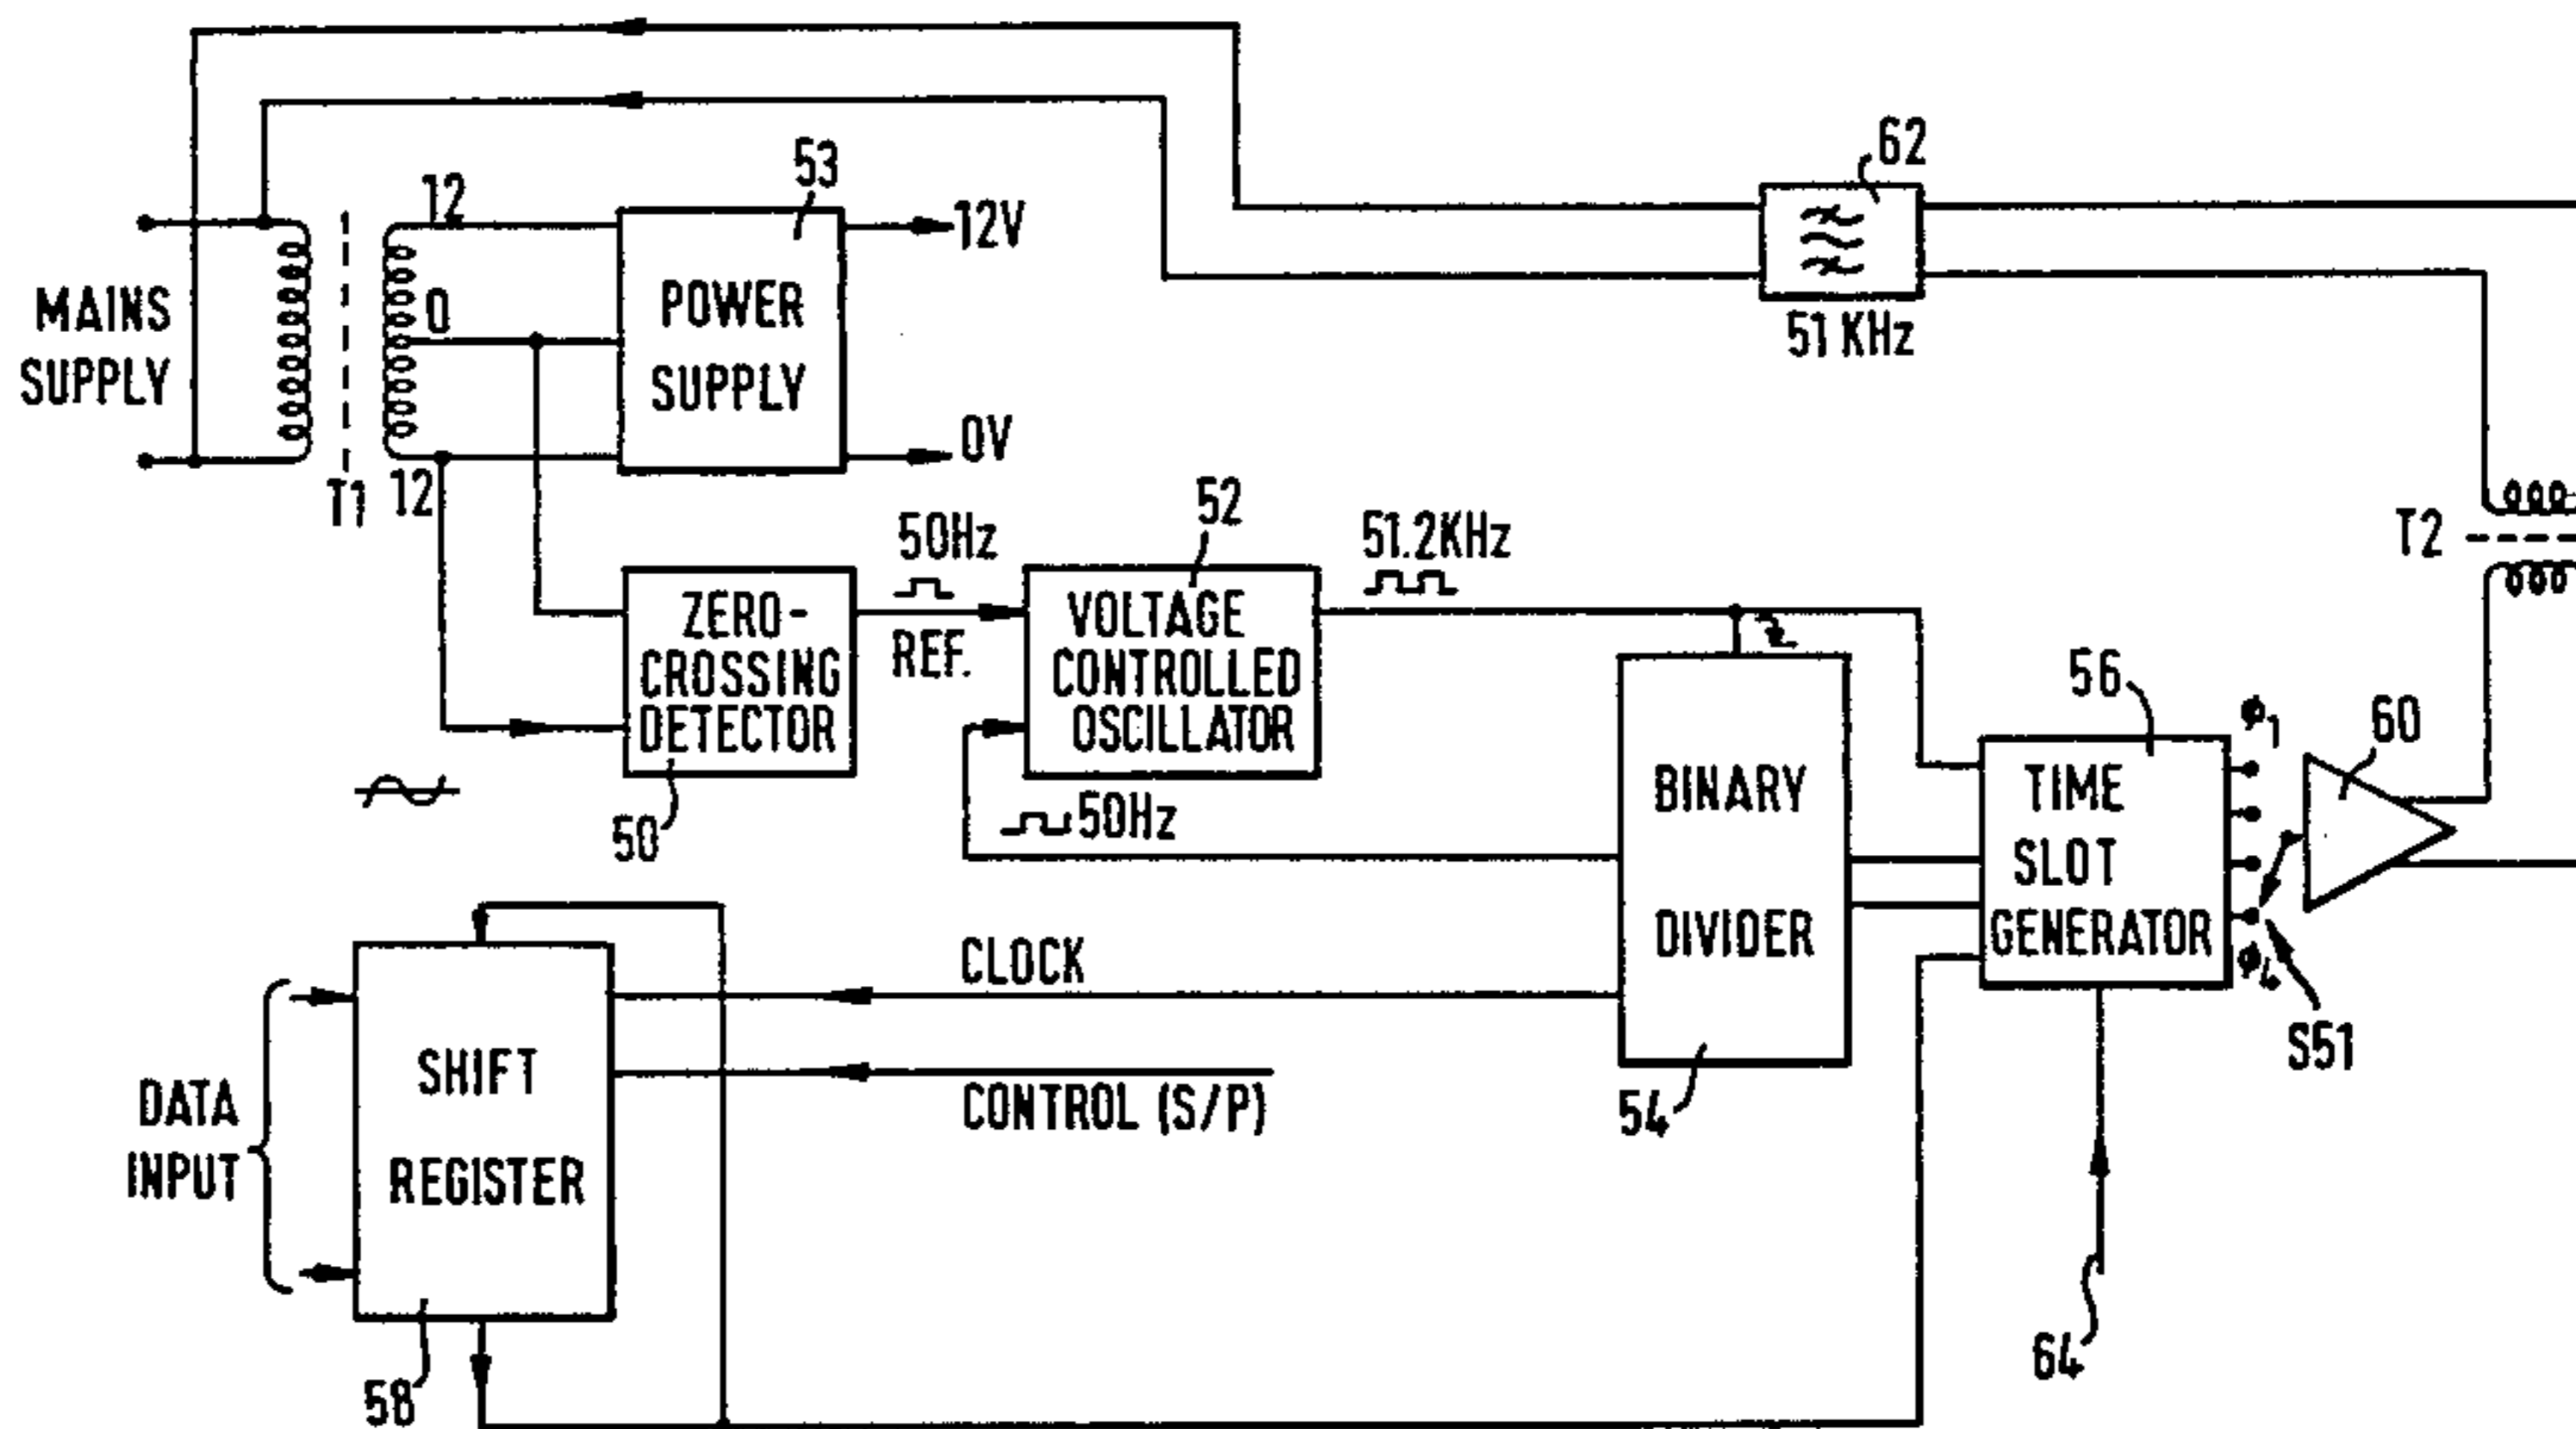 62
53
12
12V
MAINS
SUPPLY
0
POWER
SUPPLY
51 KHz
0V
T1
12
50Hz
52
51.2KHz
T2
ZERO-
CROSSING
DETECTOR
REF.
VOLTAGE
CONTROLLED
OSCILLATOR
56
ϕ1
60
BINARY
DIVIDER
TIME
SLOT
GENERATOR
50
50Hz
ϕ4
CLOCK
S51
DATA
INPUT
SHIFT
REGISTER
CONTROL (S/P)
54
64
58